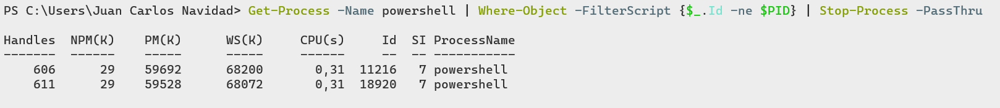 PS C:\Users\Juan Carlos Navidad> Get-Process -Name powershell | Where-Object -FilterScript {$_.Id -ne $PID} | Stop-Process -PassThru
Handles  NPM(K)    PM(K)      WS(K)     CPU(s)     Id  SI ProcessName
-------  ------    -----      -----     ------     --  -- -----------
    606      29    59692      68200       0,31  11216   7 powershell
    611      29    59528      68072       0,31  18920   7 powershell